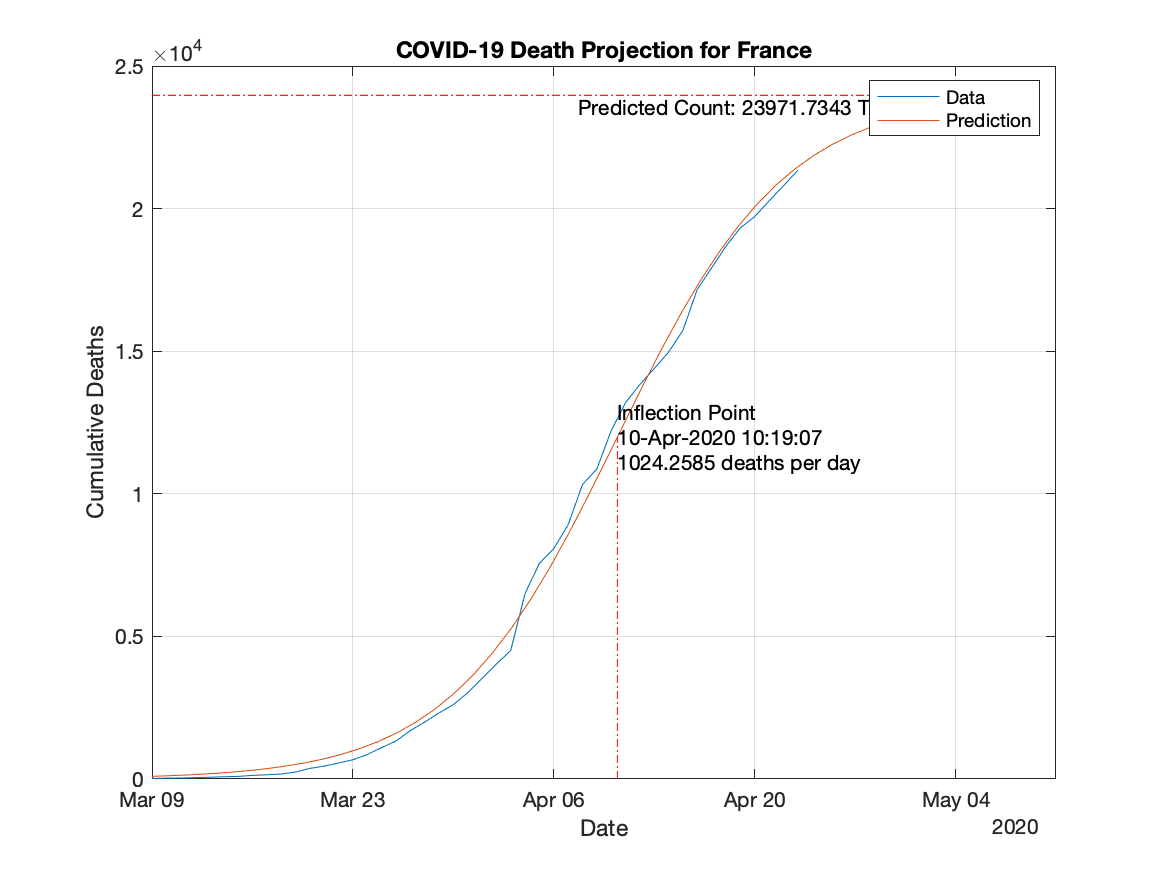 COVID-19 Death Projection for France
×10^4
2.5
2
1.5
1
0.5
0
Cumulative Deaths
Predicted Count: 23971.7343 T
Data
Prediction
Inflection Point
10-Apr-2020 10:19:07
1024.2585 deaths per day
Mar 09
Mar 23
Apr 06
Apr 20
May 04
Date
2020